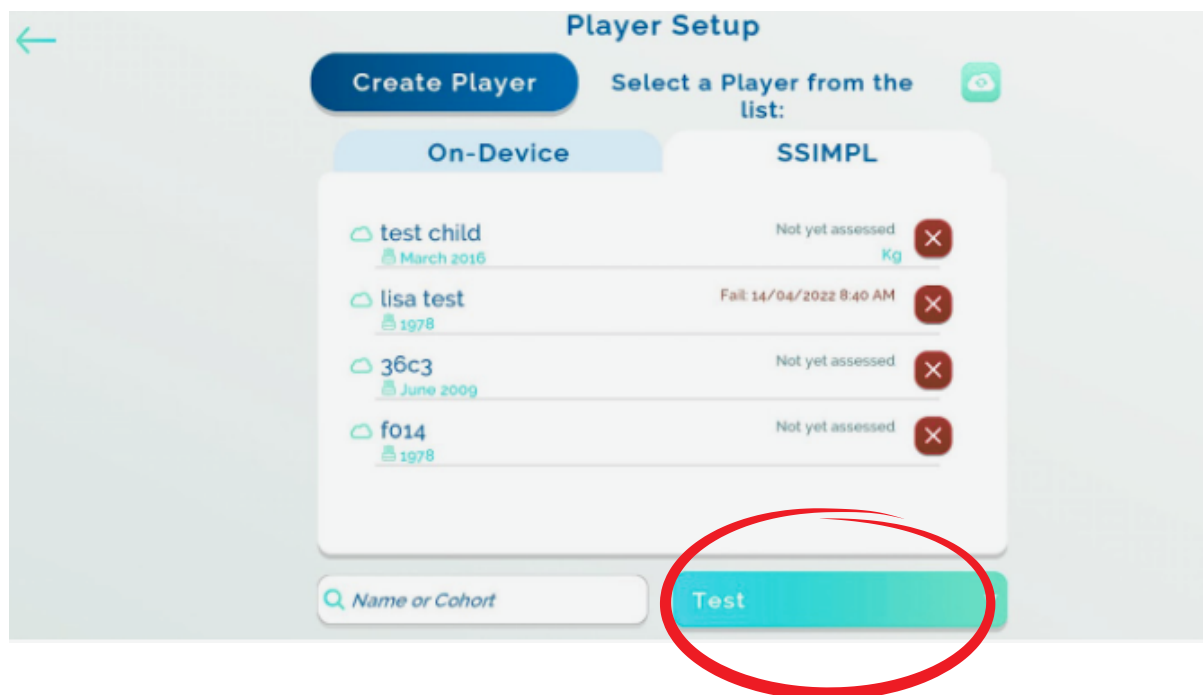 Player Setup
Create Player
Select a Player from the
list:
On-Device
SSIMPL
test child
Not yet assessed
March 2016
Kg
lisa test
Fail: 14/04/2022 8:40 AM
1978
36c3
Not yet assessed
June 2009
f014
Not yet assessed
1978
Name or Cohort
Test